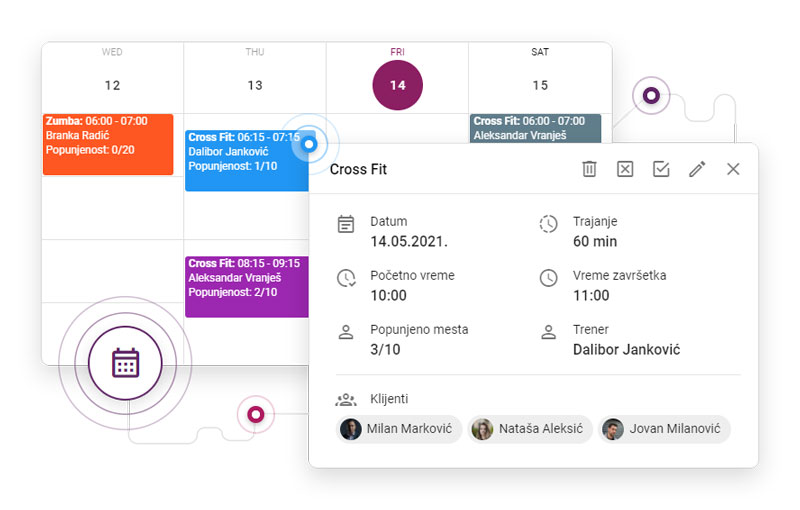 WED
THU
FRI
SAT
12
13
14
15
Zumba: 06:00 - 07:00
Branka Radić
Popunjenost: 0/20
Cross Fit: 06:15 - 07:15
Dalibor Janković
Popunjenost: 1/10
Cross Fit: 06:00 - 07:00
Aleksandar Vranješ
Cross Fit: 08:15 - 09:15
Aleksandar Vranješ
Popunjenost: 2/10
Cross Fit
Datum
14.05.2021.
Trajanje
60 min
Početno vreme
10:00
Vreme završetka
11:00
Popunjeno mesta
3/10
Trener
Dalibor Janković
Klijenti
Milan Marković
Nataša Aleksić
Jovan Milanović